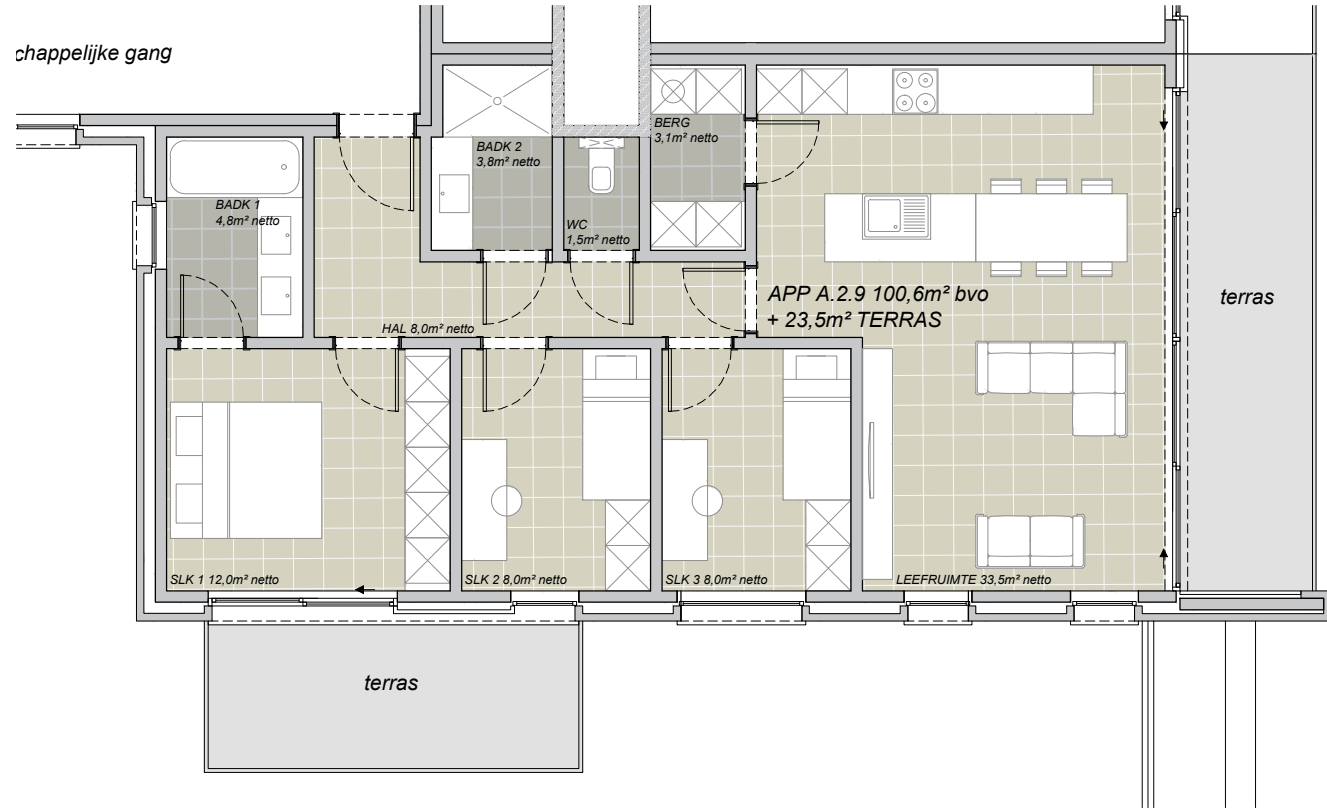 chappelijke gang
BADK 1
4,8m² netto
BADK 2
3,8m² netto
WC
1,5m² netto
BERG
3,1m² netto
HAL 8,0m² netto
APP A.2.9 100,6m² bvo
+ 23,5m² TERRAS
terras
SLK 1 12,0m² netto
SLK 2 8,0m² netto
SLK 3 8,0m² netto
LEEFRUIMTE 33,5m² netto
terras